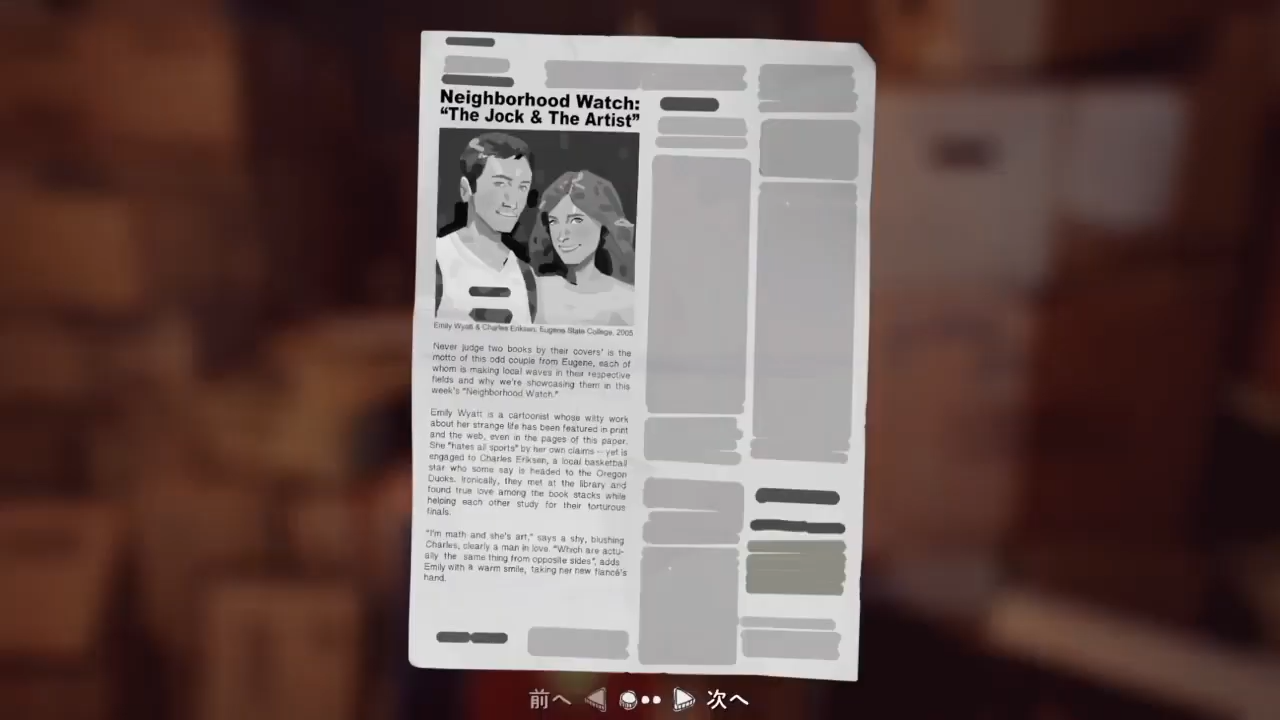 Neighborhood Watch:
“The Jock & The Artist”
Emily Wyatt & Charles Eriksen, Eugene State College, 2005
Never judge two books by their covers' is the
motto of this odd couple from Eugene, each of
whom is making local waves in their respective
fields and why we're showcasing them in this
week's "Neighborhood Watch."
Emily Wyatt is a cartoonist whose witty work
about her strange life has been featured in print
and the web, even in the pages of this paper.
She "hates all sports" by her own claims -- yet is
engaged to Charles Eriksen, a local basketball
star who some say is headed to the Oregon
Ducks. Ironically, they met at the library and
found true love among the book stacks while
helping each other study for their torturous
finals.
"I'm math and she's art," says a shy, blushing
Charles, clearly a man in love. "Which are actu-
ally the same thing from opposite sides", adds
Emily with a warm smile, taking her new fiancé's
hand.
前へ 次へ